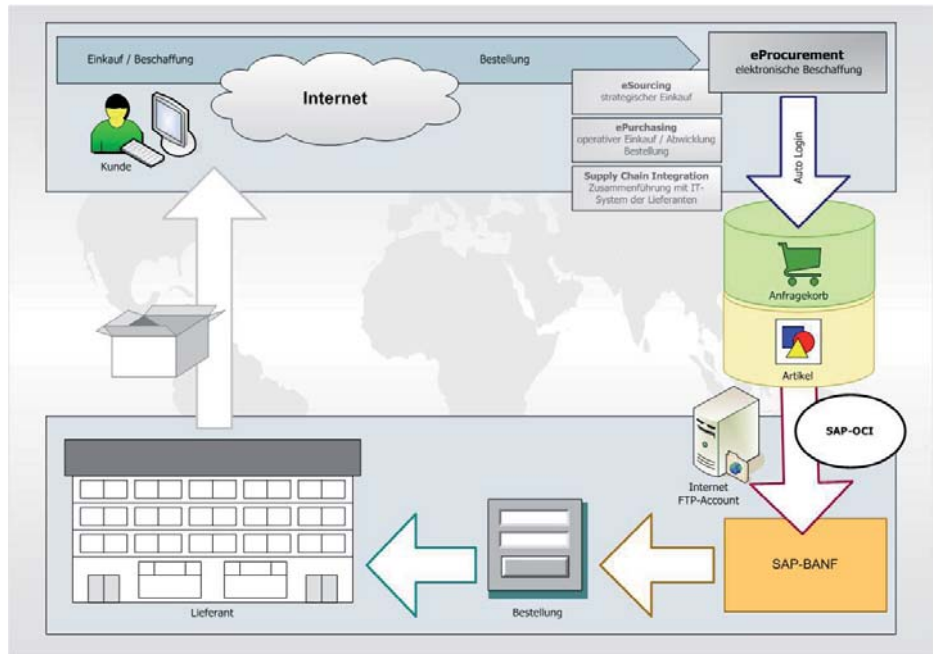 Einkauf / Beschaffung
Bestellung
eProcurement
elektronische Beschaffung
Internet
Kunde
eSourcing
strategischer Einkauf
ePurchasing
operativer Einkauf / Abwicklung
Bestellung
Supply Chain Integration
Zusammenführung mit IT-
System der Lieferanten
Auto Login
Anfragekorb
Artikel
SAP-OCI
Internet
FTP-Account
SAP-BANF
Bestellung
Lieferant